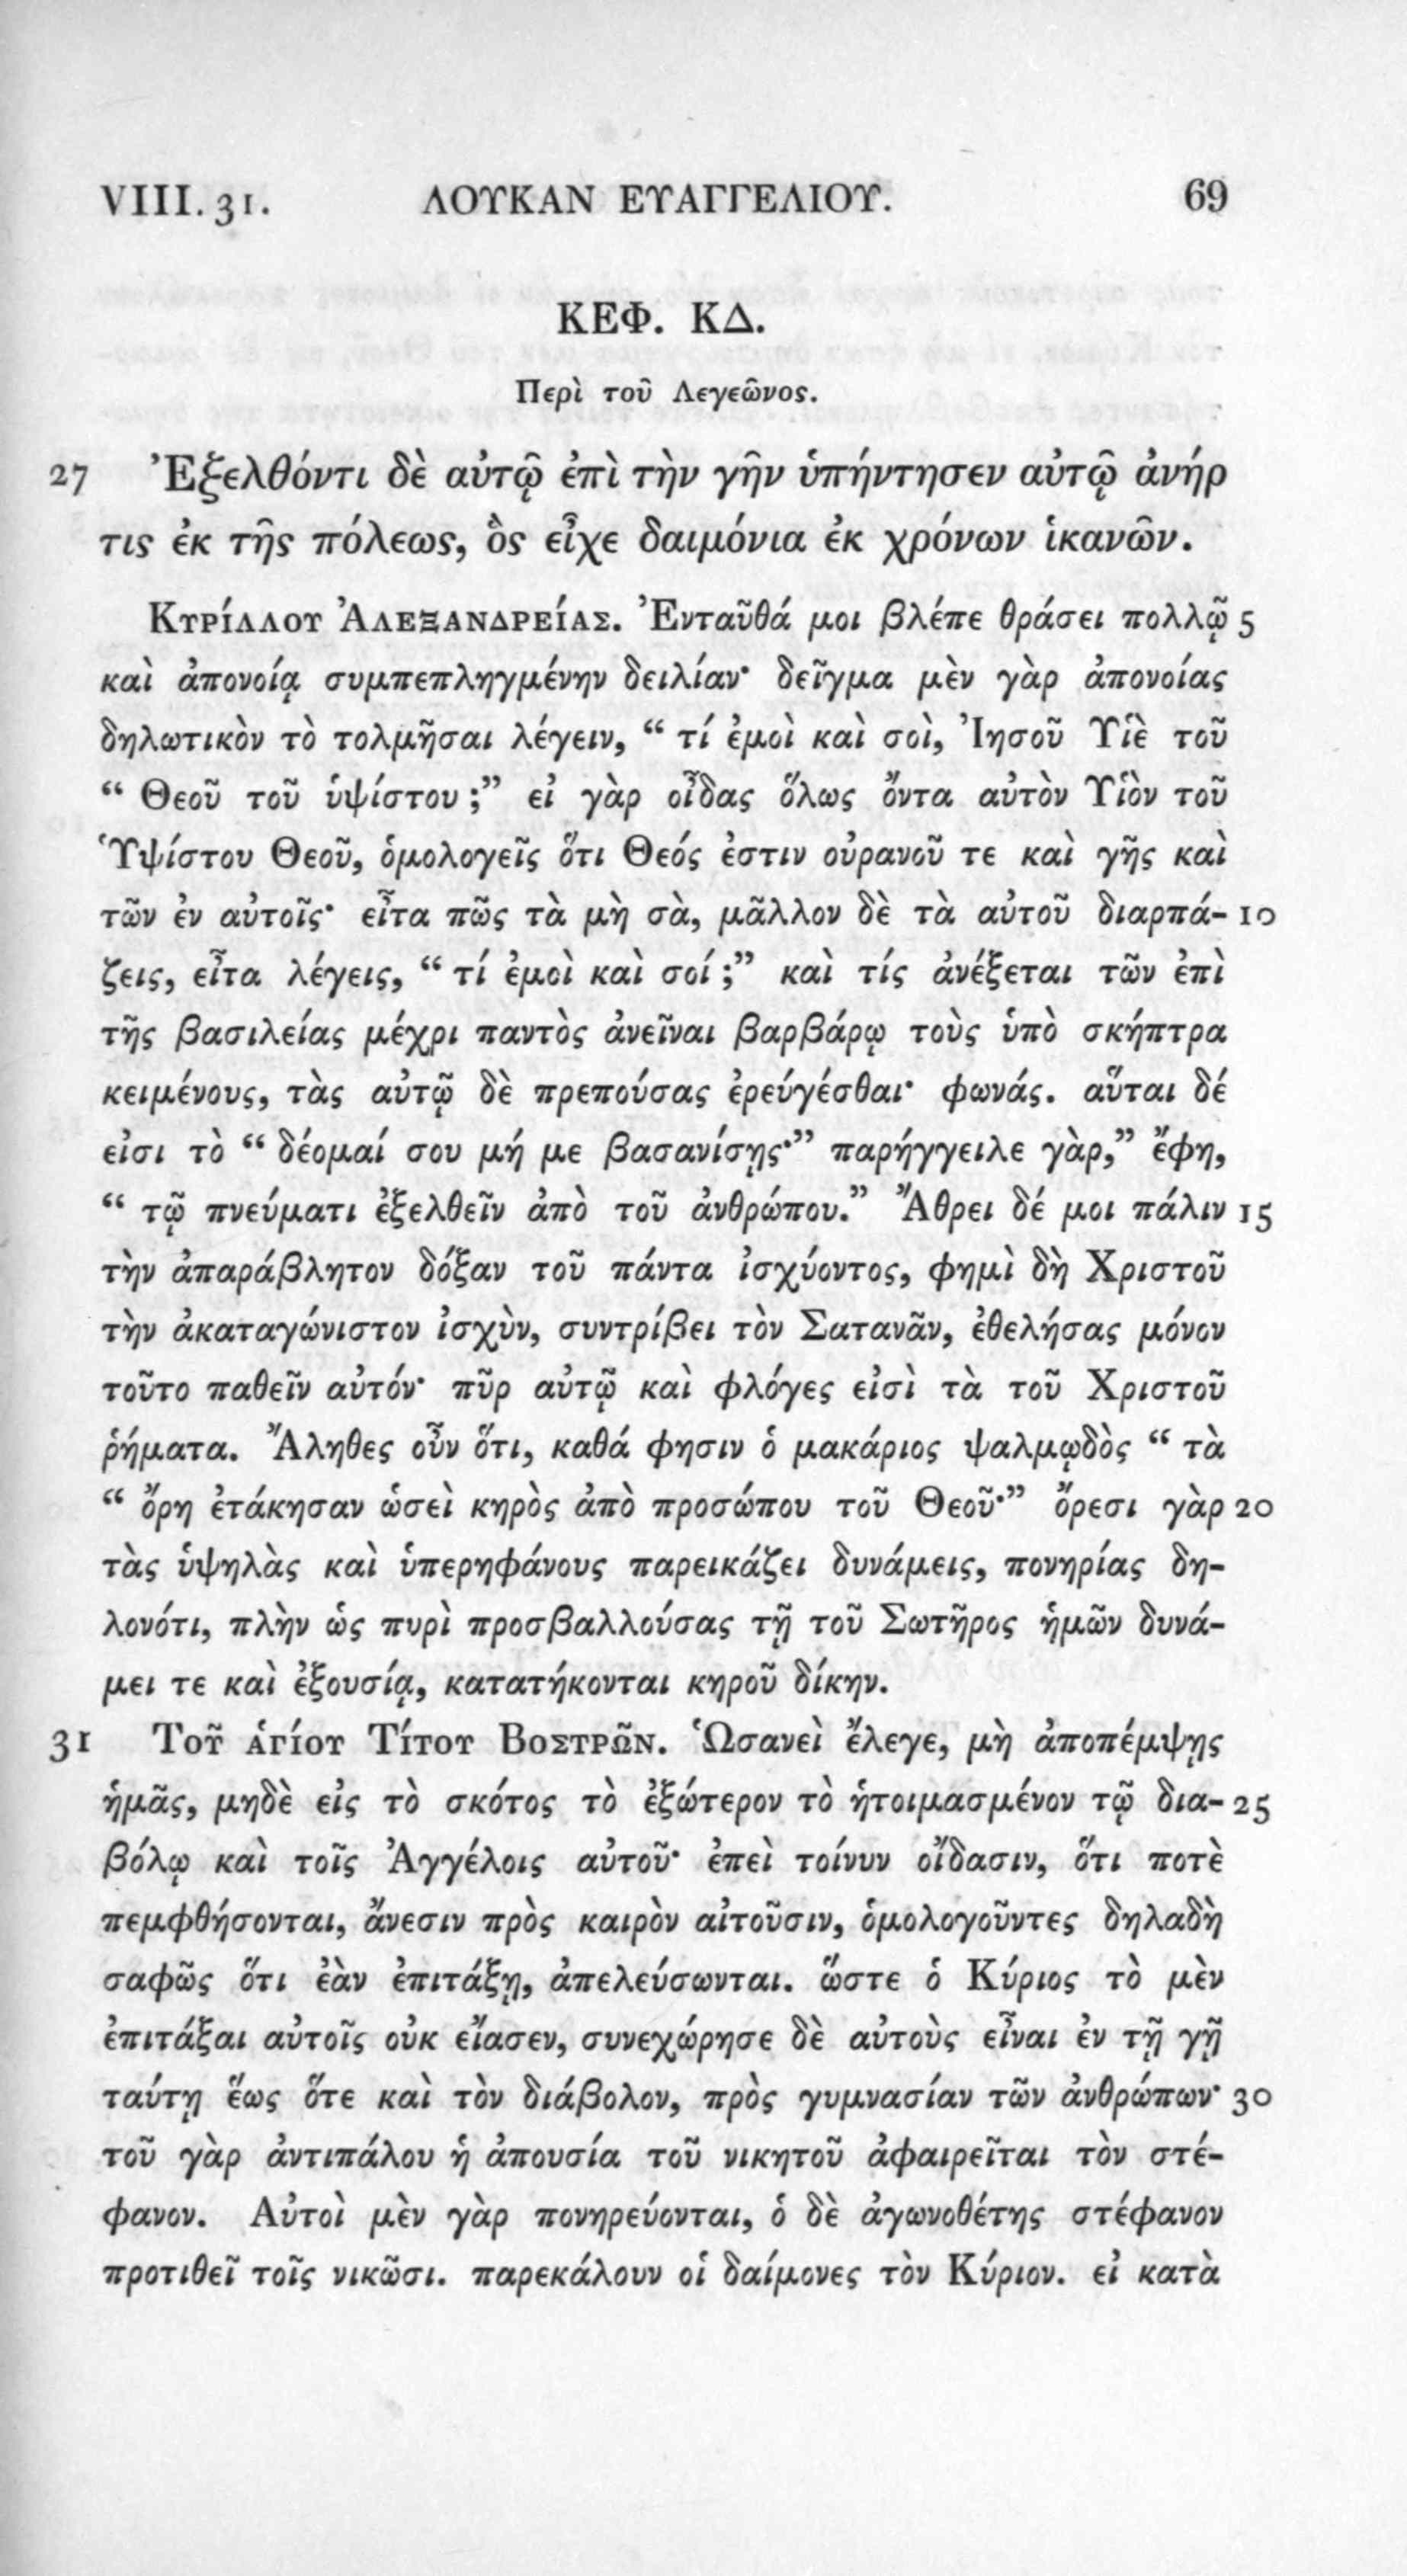 VIII. 31. ΛΟΥΚΑΝ ΕΥΑΓΓΕΛΙΟΥ. 69
ΚΕΦ. ΚΔ.
Περὶ τοῦ Λεγεῶνος.
27 Ἐξελθόντι δὲ αὐτῷ ἐπὶ τὴν γῆν ὑπήντησεν αὐτῷ ἀνήρ
τις ἐκ τῆς πόλεως, ὃς εἶχε δαιμόνια ἐκ χρόνων ἱκανῶν.
Κυρίλλου Ἀλεξανδρείας. Ἐνταῦθά μοι βλέπε θράσει πολλῷ 5
καὶ ἀπονοίᾳ συμπεπληγμένην δειλίαν· δεῖγμα μὲν γὰρ ἀπονοίας
δηλωτικὸν τὸ τολμῆσαι λέγειν, “ τί ἐμοὶ καὶ σοὶ, Ἰησοῦ Υἱὲ τοῦ
“ Θεοῦ τοῦ ὑψίστου ;” εἰ γὰρ οἶδας ὅλως ὄντα αὐτὸν Υἱὸν τοῦ
Ὑψίστου Θεοῦ, ὁμολογεῖς ὅτι Θεός ἐστιν οὐρανοῦ τε καὶ γῆς καὶ
τῶν ἐν αὐτοῖς· εἶτα πῶς τὰ μὴ σὰ, μᾶλλον δὲ τὰ αὐτοῦ διαρπά- 10
ζεις, εἶτα λέγεις, “ τί ἐμοὶ καὶ σοί ;” καὶ τίς ἀνέξεται τῶν ἐπὶ
τῆς βασιλείας μέχρι παντὸς ἀνεῖναι βαρβάρῳ τοὺς ὑπὸ σκήπτρα
κειμένους, τὰς αὐτῷ δὲ πρεπούσας ἐρεύγέσθαι· φωνάς. αὗται δέ
εἰσι τὸ “ δέομαί σου μή με βασανίσῃς·” παρήγγειλε γὰρ,” ἔφη,
“ τῷ πνεύματι ἐξελθεῖν ἀπὸ τοῦ ἀνθρώπου.” Ἄθρει δέ μοι πάλιν 15
τὴν ἀπαράβλητον δόξαν τοῦ πάντα ἰσχύοντος, φημὶ δὴ Χριστοῦ
τὴν ἀκαταγώνιστον ἰσχὺν, συντρίβει τὸν Σατανᾶν, ἐθελήσας μόνον
τοῦτο παθεῖν αὐτόν· πῦρ αὐτῷ καὶ φλόγες εἰσὶ τὰ τοῦ Χριστοῦ
ῥήματα. Ἄληθες οὖν ὅτι, καθά φησιν ὁ μακάριος ψαλμῳδὸς “ τὰ
“ ὄρη ἐτάκησαν ὡσεὶ κηρὸς ἀπὸ προσώπου τοῦ Θεοῦ·” ὄρεσι γὰρ 20
τὰς ὑψηλὰς καὶ ὑπερηφάνους παρεικάζει δυνάμεις, πονηρίας δη-
λονότι, πλὴν ὡς πυρὶ προσβαλλούσας τῇ τοῦ Σωτῆρος ἡμῶν δυνά-
μει τε καὶ ἐξουσίᾳ, κατατήκονται κηροῦ δίκην.
31 Τοῦ ἁγίου Τίτου Βοστρῶν. Ὡσανεὶ ἔλεγε, μὴ ἀποπέμψῃς
ἡμᾶς, μηδὲ εἰς τὸ σκότος τὸ ἐξώτερον τὸ ἡτοιμασμένον τῷ δια- 25
βόλῳ καὶ τοῖς Ἀγγέλοις αὐτοῦ· ἐπεὶ τοίνυν οἴδασιν, ὅτι ποτὲ
πεμφθήσονται, ἄνεσιν πρὸς καιρὸν αἰτοῦσιν, ὁμολογοῦντες δηλαδὴ
σαφῶς ὅτι ἐὰν ἐπιτάξῃ, ἀπελεύσωνται. ὥστε ὁ Κύριος τὸ μὲν
ἐπιτάξαι αὐτοῖς οὐκ εἴασεν, συνεχώρησε δὲ αὐτοὺς εἶναι ἐν τῇ γῇ
ταύτῃ ἕως ὅτε καὶ τὸν διάβολον, πρὸς γυμνασίαν τῶν ἀνθρώπων· 30
τοῦ γὰρ ἀντιπάλου ἡ ἀπουσία τοῦ νικητοῦ ἀφαιρεῖται τὸν στέ-
φανον. Αὐτοὶ μὲν γὰρ πονηρεύονται, ὁ δὲ ἀγωνοθέτης στέφανον
προτιθεῖ τοῖς νικῶσι. παρεκάλουν οἱ δαίμονες τὸν Κύριον. εἰ κατὰ